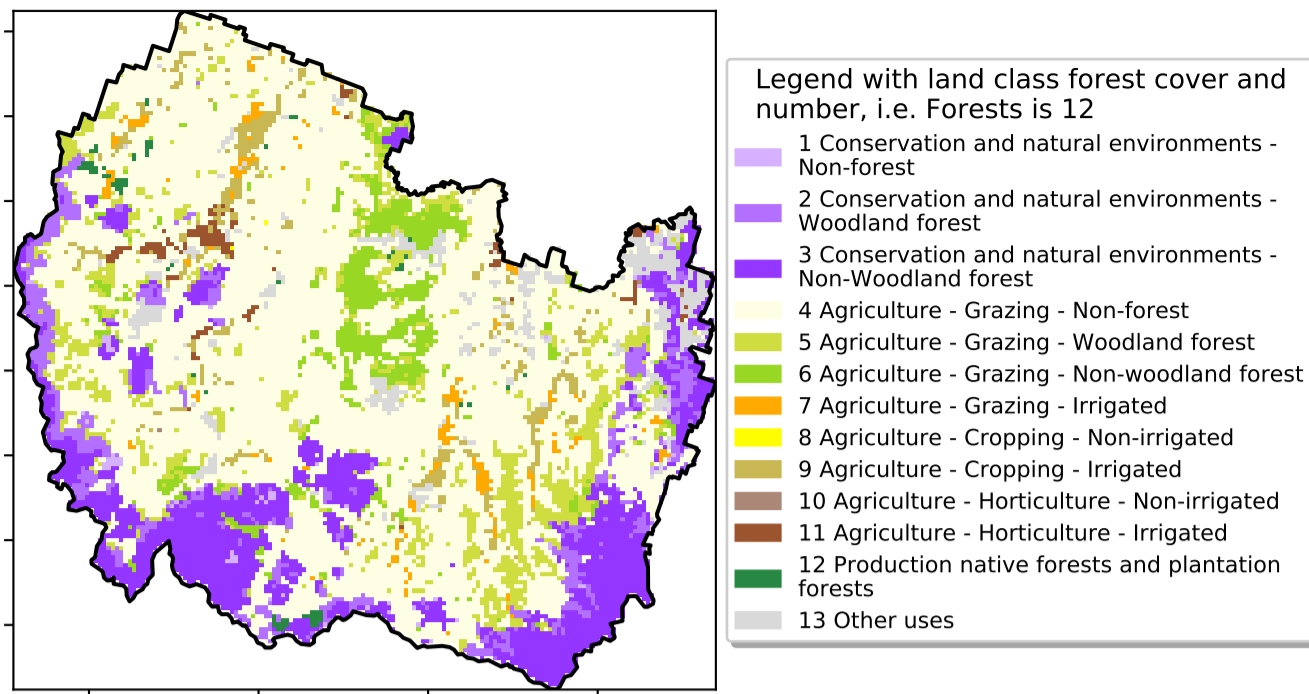 Legend with land class forest cover and
number, i.e. Forests is 12
1 Conservation and natural environments -
Non-forest
2 Conservation and natural environments -
Woodland forest
3 Conservation and natural environments -
Non-Woodland forest
4 Agriculture - Grazing - Non-forest
5 Agriculture - Grazing - Woodland forest
6 Agriculture - Grazing - Non-woodland forest
7 Agriculture - Grazing - Irrigated
8 Agriculture - Cropping - Non-irrigated
9 Agriculture - Cropping - Irrigated
10 Agriculture - Horticulture - Non-irrigated
11 Agriculture - Horticulture - Irrigated
12 Production native forests and plantation
forests
13 Other uses